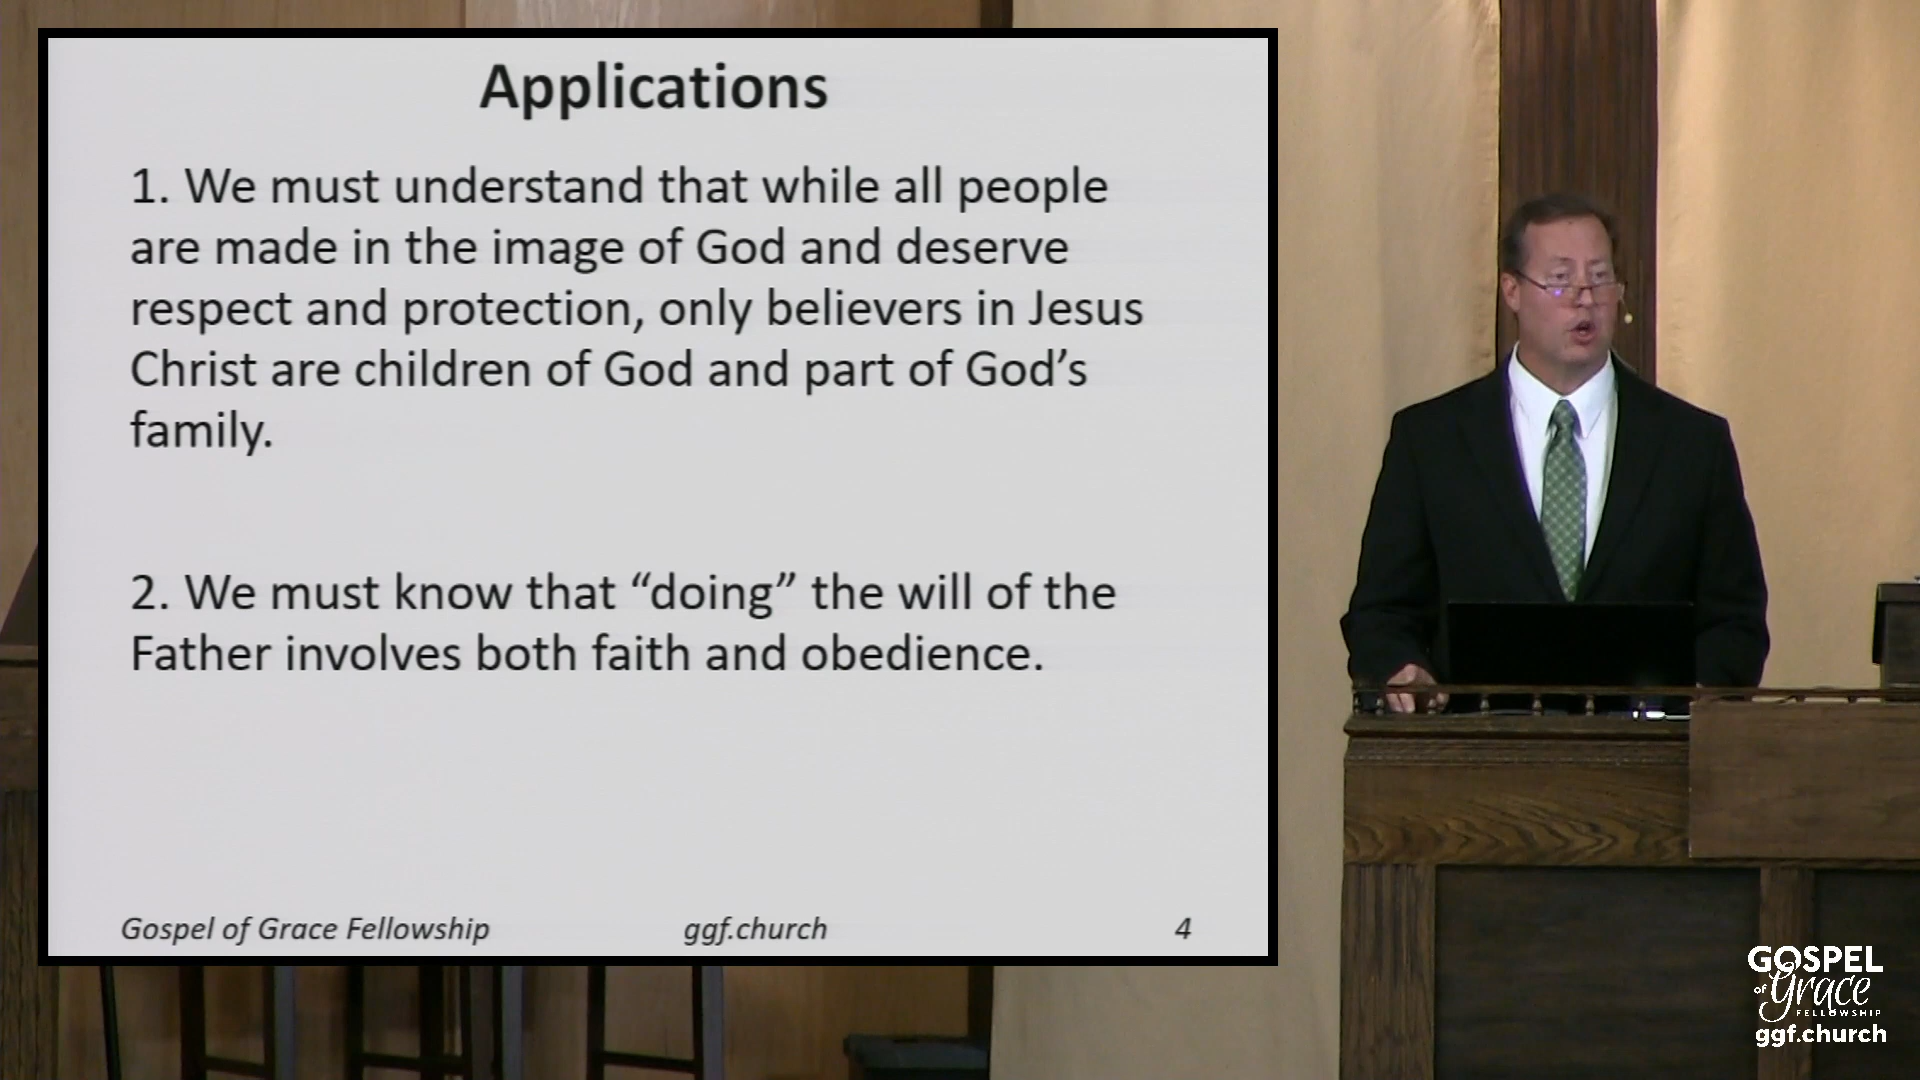 Applications
1. We must understand that while all people
are made in the image of God and deserve
respect and protection, only believers in Jesus
Christ are children of God and part of God’s
family.
2. We must know that “doing” the will of the
Father involves both faith and obedience.
Gospel of Grace Fellowship ggf.church 4
GOSPEL
of Grace
FELLOWSHIP
ggf.church